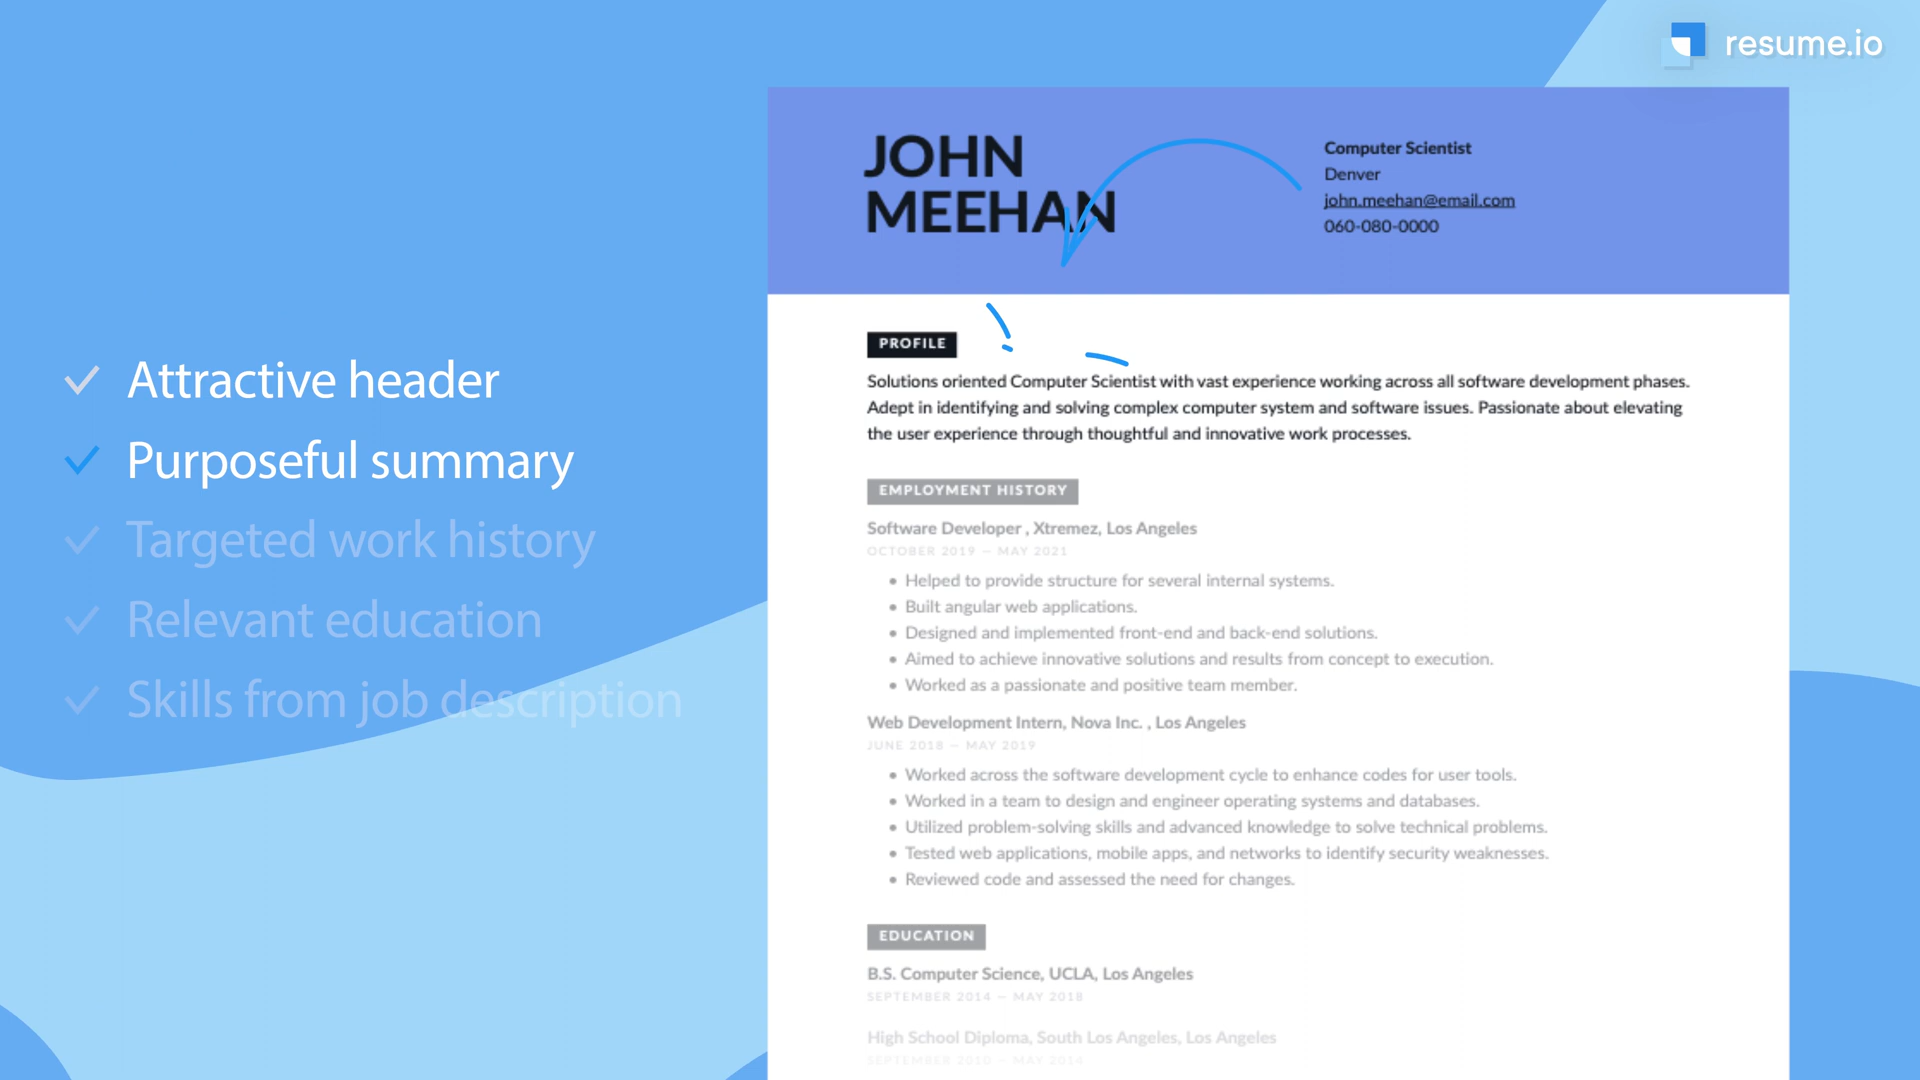 resume.io
Attractive header
Purposeful summary
Targeted work history
Relevant education
Skills from job description
JOHN
MEEHAN
Computer Scientist
Denver
john.meehan@email.com
060-080-0000
PROFILE
Solutions oriented Computer Scientist with vast experience working across all software development phases.
Adept in identifying and solving complex computer system and software issues. Passionate about elevating
the user experience through thoughtful and innovative work processes.
EMPLOYMENT HISTORY
Software Developer , Xtremez, Los Angeles
OCTOBER 2019 — MAY 2021
• Helped to provide structure for several internal systems.
• Built angular web applications.
• Designed and implemented front-end and back-end solutions.
• Aimed to achieve innovative solutions and results from concept to execution.
• Worked as a passionate and positive team member.
Web Development Intern, Nova Inc. , Los Angeles
JUNE 2018 — MAY 2019
• Worked across the software development cycle to enhance codes for user tools.
• Worked in a team to design and engineer operating systems and databases.
• Utilized problem-solving skills and advanced knowledge to solve technical problems.
• Tested web applications, mobile apps, and networks to identify security weaknesses.
• Reviewed code and assessed the need for changes.
EDUCATION
B.S. Computer Science, UCLA, Los Angeles
SEPTEMBER 2014 — MAY 2018
High School Diploma, South Los Angeles, Los Angeles
SEPTEMBER 2010 — MAY 2014